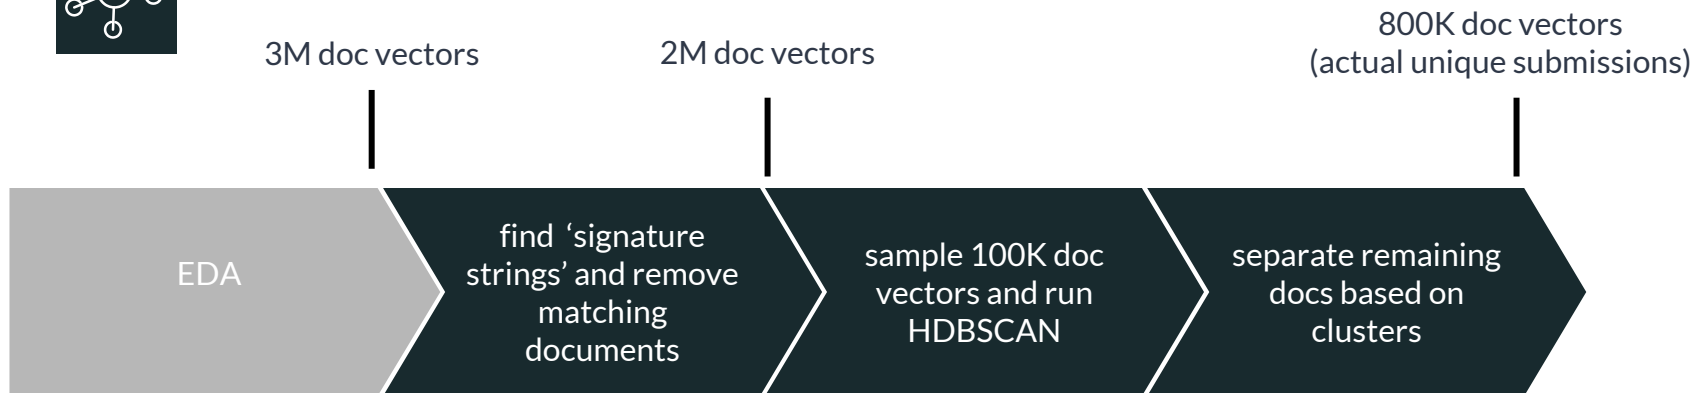 3M doc vectors
2M doc vectors
800K doc vectors
(actual unique submissions)
EDA
find ‘signature
strings’ and remove
matching
documents
sample 100K doc
vectors and run
HDBSCAN
separate remaining
docs based on
clusters